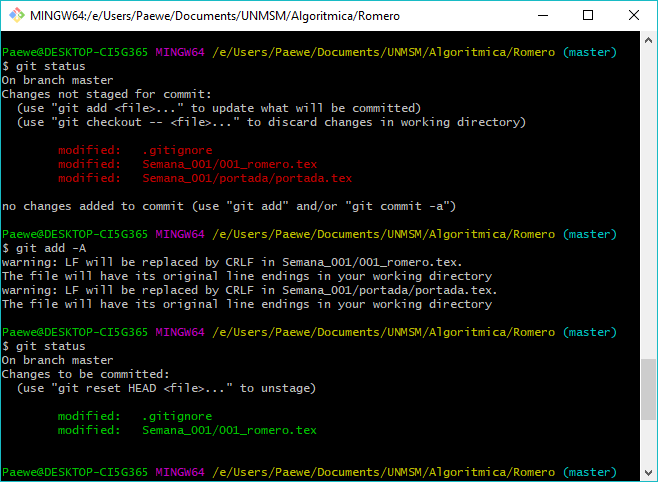 MINGW64:/e/Users/Paewe/Documents/UNMSM/Algoritmica/Romero
Paewe@DESKTOP-CI5G365 MINGW64 /e/Users/Paewe/Documents/UNMSM/Algoritmica/Romero (master)
$ git status
On branch master
Changes not staged for commit:
  (use "git add <file>..." to update what will be committed)
  (use "git checkout -- <file>..." to discard changes in working directory)
        modified:   .gitignore
        modified:   Semana_001/001_romero.tex
        modified:   Semana_001/portada/portada.tex
no changes added to commit (use "git add" and/or "git commit -a")
Paewe@DESKTOP-CI5G365 MINGW64 /e/Users/Paewe/Documents/UNMSM/Algoritmica/Romero (master)
$ git add -A
warning: LF will be replaced by CRLF in Semana_001/001_romero.tex.
The file will have its original line endings in your working directory
warning: LF will be replaced by CRLF in Semana_001/portada/portada.tex.
The file will have its original line endings in your working directory
Paewe@DESKTOP-CI5G365 MINGW64 /e/Users/Paewe/Documents/UNMSM/Algoritmica/Romero (master)
$ git status
On branch master
Changes to be committed:
  (use "git reset HEAD <file>..." to unstage)
        modified:   .gitignore
        modified:   Semana_001/001_romero.tex
Paewe@DESKTOP-CI5G365 MINGW64 /e/Users/Paewe/Documents/UNMSM/Algoritmica/Romero (master)